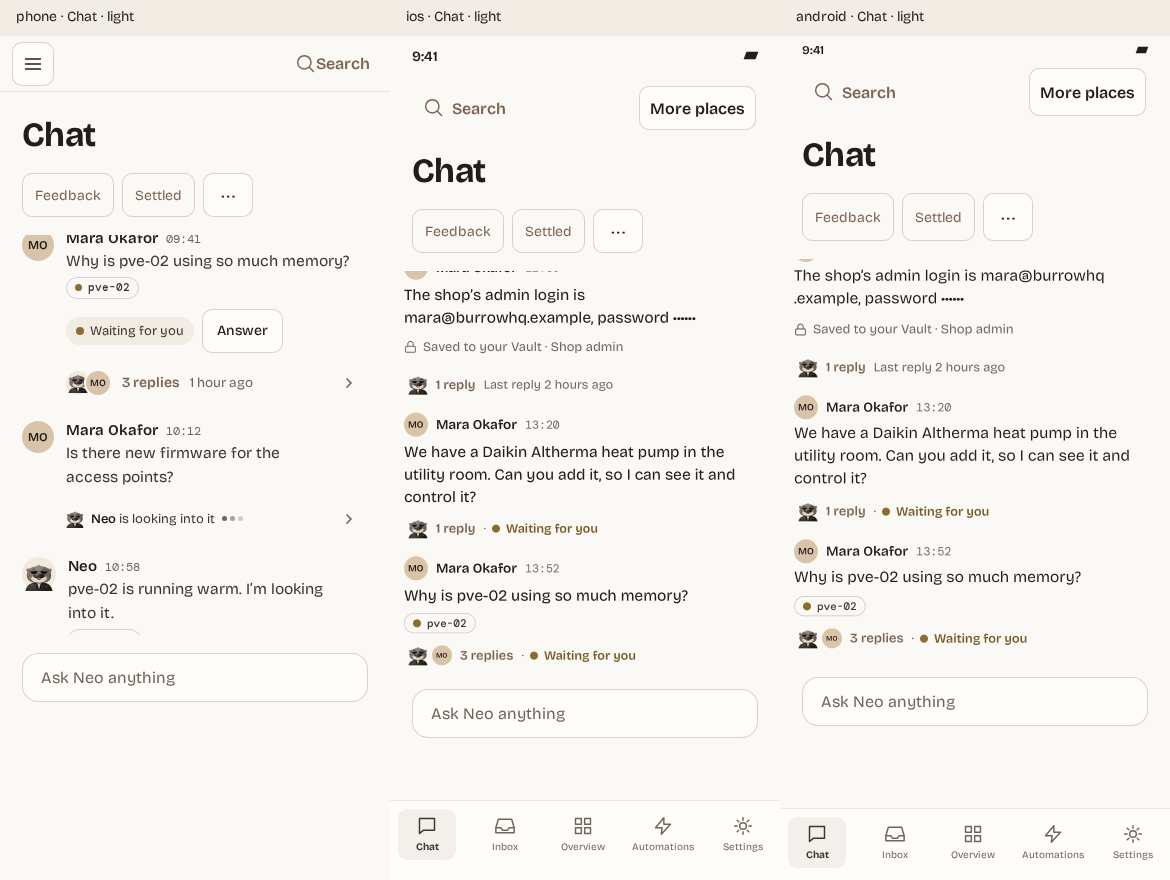 phone · Chat · light
Search
Chat
Feedback
Settled
...
MO
Mara Okafor 09:41
Why is pve-02 using so much memory?
pve-02
Waiting for you
Answer
MO
3 replies 1 hour ago
MO
Mara Okafor 10:12
Is there new firmware for the
access points?
Neo is looking into it
Neo 10:58
pve-02 is running warm. I'm looking
into it.
Ask Neo anything
ios · Chat · light
9:41
Search
More places
Chat
Feedback
Settled
...
Mara Okafor
The shop's admin login is
mara@burrowhq.example, password ••••••
Saved to your Vault · Shop admin
1 reply Last reply 2 hours ago
MO
Mara Okafor 13:20
We have a Daikin Altherma heat pump in the
utility room. Can you add it, so I can see it and
control it?
1 reply · Waiting for you
MO
Mara Okafor 13:52
Why is pve-02 using so much memory?
pve-02
MO
3 replies · Waiting for you
Ask Neo anything
Chat
Inbox
Overview
Automations
Settings
android · Chat · light
9:41
Search
More places
Chat
Feedback
Settled
...
The shop's admin login is mara@burrowhq
.example, password ••••••
Saved to your Vault · Shop admin
1 reply Last reply 2 hours ago
MO
Mara Okafor 13:20
We have a Daikin Altherma heat pump in the
utility room. Can you add it, so I can see it and
control it?
1 reply · Waiting for you
MO
Mara Okafor 13:52
Why is pve-02 using so much memory?
pve-02
MO
3 replies · Waiting for you
Ask Neo anything
Chat
Inbox
Overview
Automations
Settings